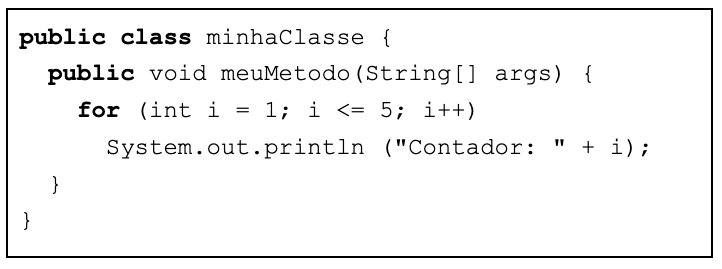 public class minhaClasse {
  public void meuMetodo(String[] args) {
    for (int i = 1; i <= 5; i++)
      System.out.println ("Contador: " + i);
  }
}